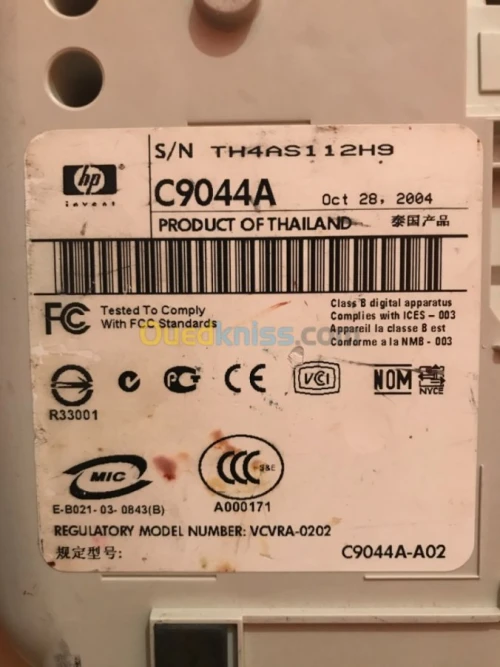 hp
invent
S/N TH4AS112H9
C9044A Oct 28, 2004
PRODUCT OF THAILAND 泰国产品
FC Tested To Comply
With FCC Standards
Class B digital apparatus
Complies with ICES - 003
Appareil la classe B est
Conforme a la NMB - 003
Ouedkniss.com
R33001
CE
VCI
NOM
NYCE
MIC
E-B021-03-0843(B)
CCC S&E
A000171
REGULATORY MODEL NUMBER: VCVRA-0202
规定型号:
C9044A-A02